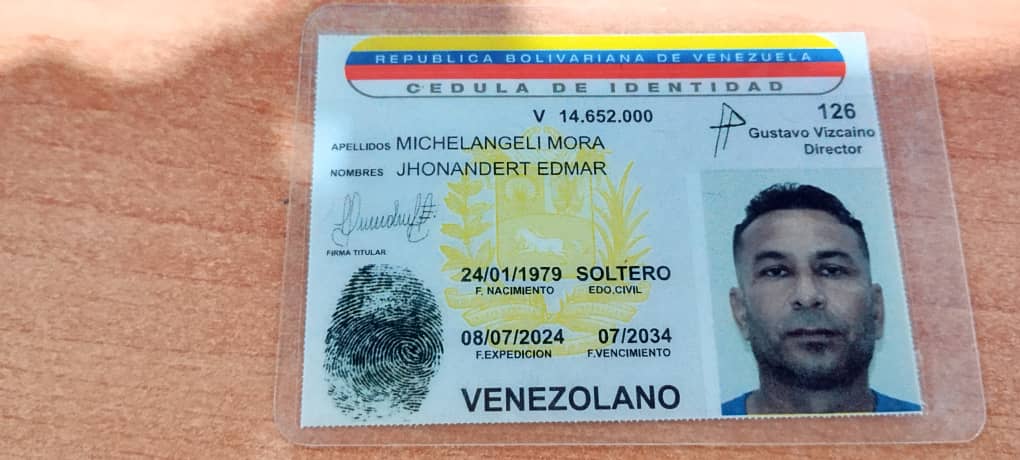 REPUBLICA BOLIVARIANA DE VENEZUELA
CEDULA DE IDENTIDAD
V 14.652.000
126
Gustavo Vizcaino
Director
APELLIDOS MICHELANGELI MORA
NOMBRES JHONANDERT EDMAR
FIRMA TITULAR
24/01/1979 SOLTERO
F. NACIMIENTO EDO.CIVIL
08/07/2024 07/2034
F.EXPEDICION F.VENCIMIENTO
VENEZOLANO